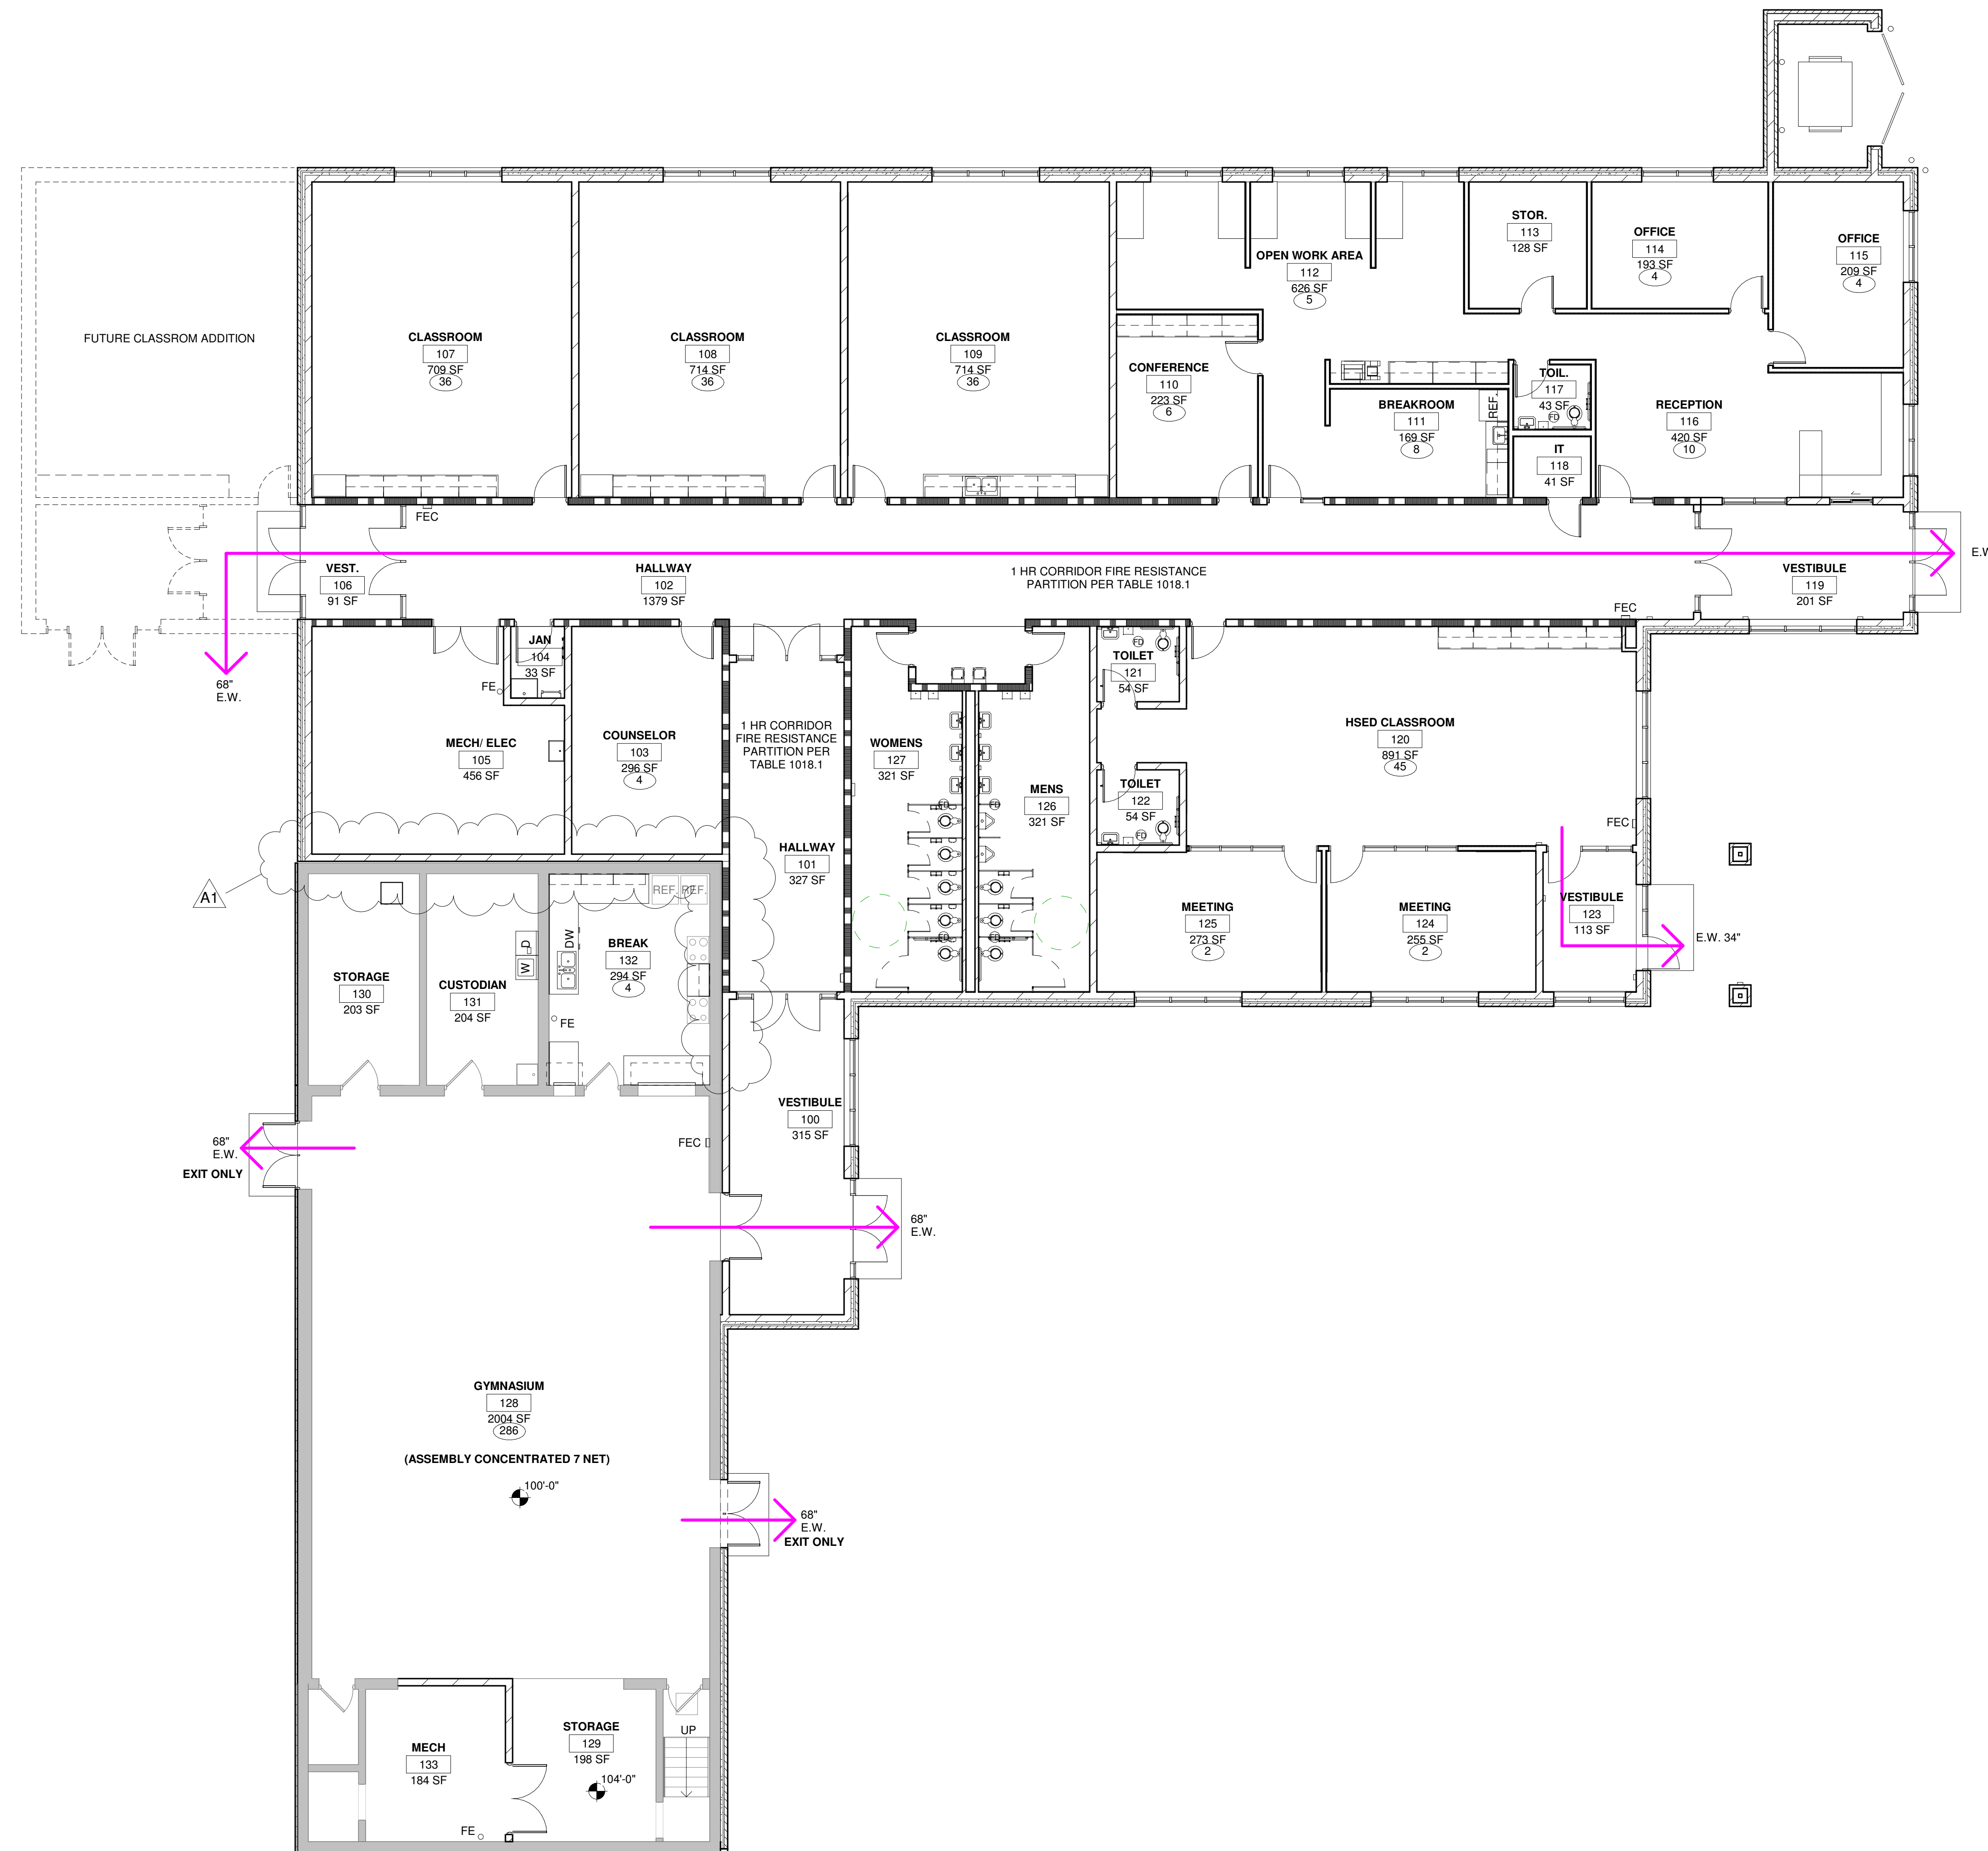 STOR.
113
128 SF
OFFICE
114
193 SF
4
OFFICE
115
209 SF
4
OPEN WORK AREA
112
626 SF
5
FUTURE CLASSROM ADDITION
CLASSROOM
107
709 SF
36
CLASSROOM
108
714 SF
36
CLASSROOM
109
714 SF
36
CONFERENCE
110
223 SF
6
BREAKROOM
111
169 SF
8
REF.
TOIL.
117
43 SF
FD
RECEPTION
116
420 SF
10
IT
118
41 SF
FEC
VEST.
106
91 SF
HALLWAY
102
1379 SF
1 HR CORRIDOR FIRE RESISTANCE
PARTITION PER TABLE 1018.1
VESTIBULE
119
201 SF
E.W
FEC
68"
E.W.
JAN
104
33 SF
FE
MECH/ ELEC
105
456 SF
COUNSELOR
103
296 SF
4
1 HR CORRIDOR
FIRE RESISTANCE
PARTITION PER
TABLE 1018.1
WOMENS
127
321 SF
FD
FD
MENS
126
321 SF
FD
FD
TOILET
121
54 SF
FD
TOILET
122
54 SF
FD
HSED CLASSROOM
120
891 SF
45
FEC
HALLWAY
101
327 SF
A1
MEETING
125
273 SF
2
MEETING
124
255 SF
2
VESTIBULE
123
113 SF
E.W. 34"
STORAGE
130
203 SF
CUSTODIAN
131
204 SF
W
D
DW
REF.
REF.
BREAK
132
294 SF
4
FE
VESTIBULE
100
315 SF
FEC
68"
E.W.
EXIT ONLY
68"
E.W.
GYMNASIUM
128
2004 SF
286
(ASSEMBLY CONCENTRATED 7 NET)
100'-0"
68"
E.W.
EXIT ONLY
MECH
133
184 SF
STORAGE
129
198 SF
UP
104'-0"
FE